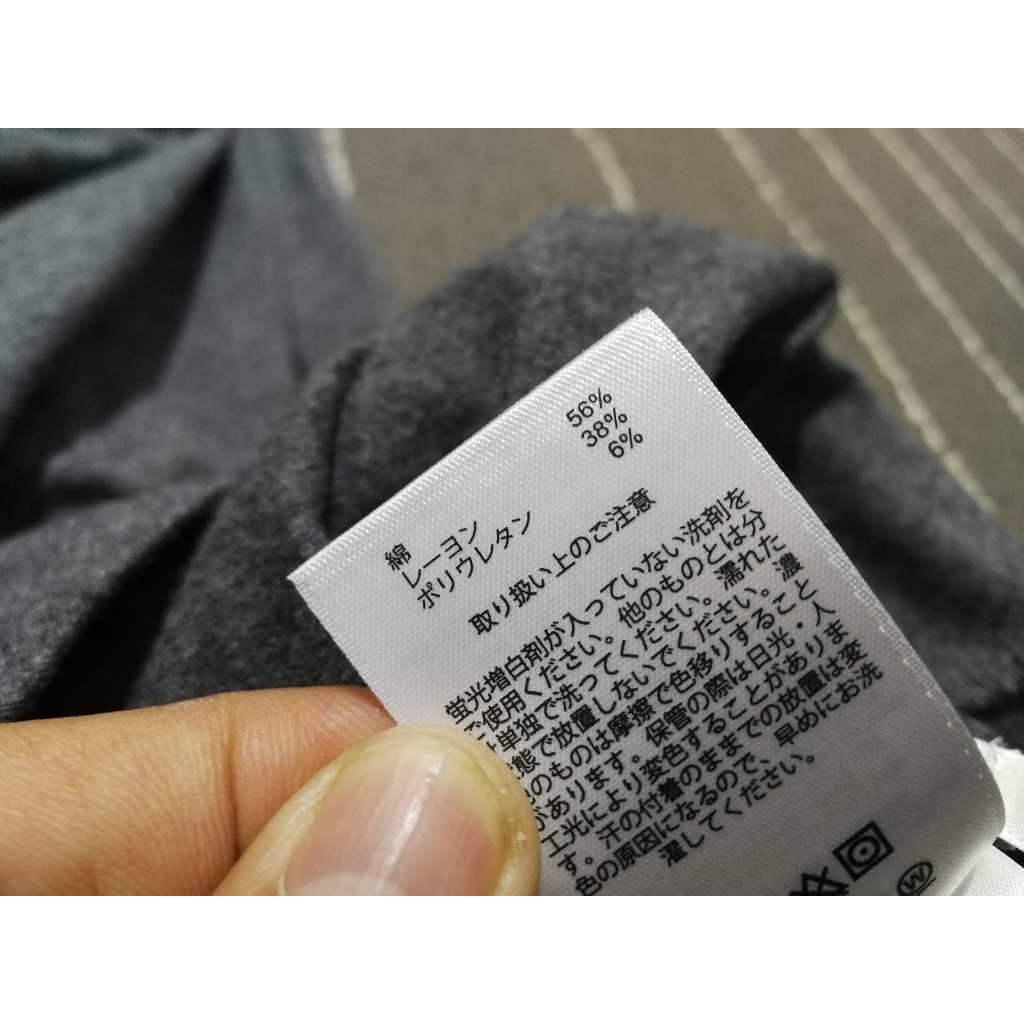 綿 56%
レーヨン 38%
ポリウレタン 6%
取り扱い上のご注意
蛍光増白剤が入っていない洗剤を
ご使用ください。他のものとは分
け単独で洗ってください。濡れた
状態で放置しないでください。濃
色のものは摩擦で色移りすること
があります。保管の際は日光・人
工光により変色することがありま
す。汗の付着のままでの放置は変
色の原因になるので、早めにお洗
濯してください。
W